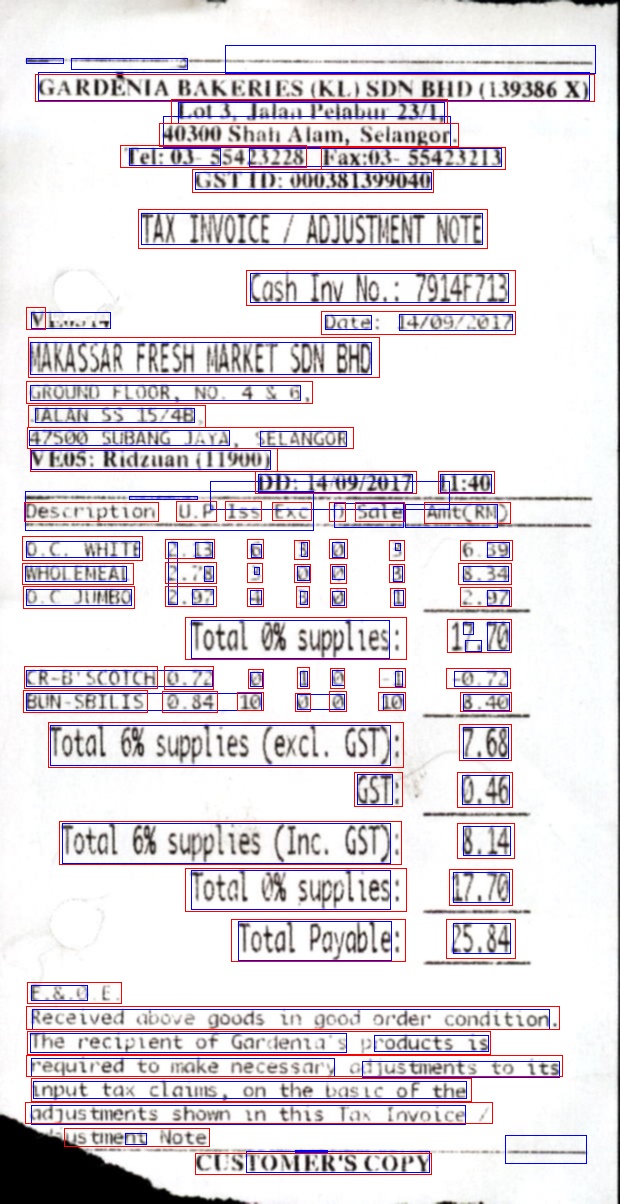 GARDENIA BAKERIES (KL) SDN BHD (139386 X)
Lot 3, Jalan Pelabur 23/1,
40300 Shah Alam, Selangor.
Tel: 03- 55423228 Fax:03- 55423213
GST ID: 000381399040
TAX INVOICE / ADJUSTMENT NOTE
Cash Inv No.: 7914F713
Date: 14/09/2017
MAKASSAR FRESH MARKET SDN BHD
GROUND FLOOR, NO. 4 & 6,
JALAN SS 15/4B,
47500 SUBANG JAYA, SELANGOR
VE05: Ridzuan (11900)
DD: 14/09/2017 11:40
Description U.P Iss Exc D Sale Amt(RN)
O.C. WHITE 2.13 6 3 0 3 6.39
WHOLEMEAL 2.78 3 0 0 3 8.34
O.C JUMBO 2.97 4 3 0 1 2.97
Total 0% supplies: 17.70
CR-B'SCOTCH 0.72 0 1 0 -1 -0.72
BUN-SBILIS 0.84 10 0 0 10 8.40
Total 6% supplies (excl. GST): 7.68
GST: 0.46
Total 6% supplies (Inc. GST): 8.14
Total 0% supplies: 17.70
Total Payable: 25.84
E.&.O.E.
Received above goods in good order condition.
The recipient of Gardenia's products is
required to make necessary adjustments to its
input tax claims, on the basic of the
adjustments shown in this Tax Invoice /
Adjustment Note
CUSTOMER'S COPY